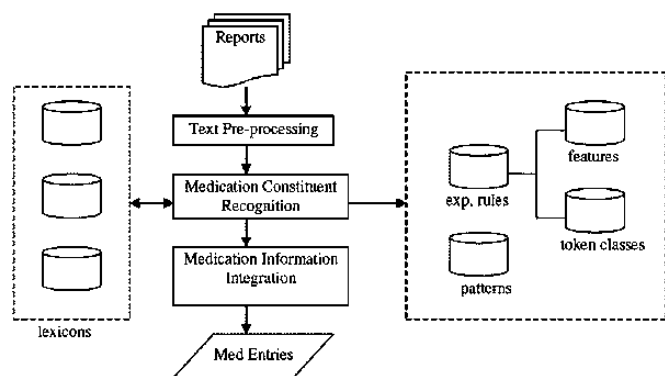 Reports
Text Pre-processing
Medication Constituent
Recognition
Medication Information
Integration
Med Entries
lexicons
features
exp, rules
token classes
patterns